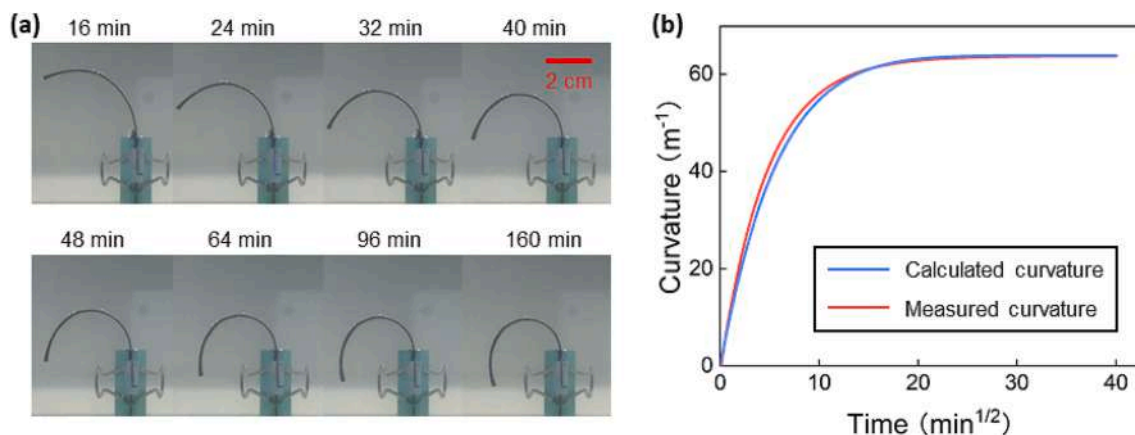 (a)
16 min 24 min 32 min 40 min
2 cm
48 min 64 min 96 min 160 min
(b)
Curvature (m⁻¹)
60
40
20
0
0 10 20 30 40
Time (min¹/²)
Calculated curvature
Measured curvature